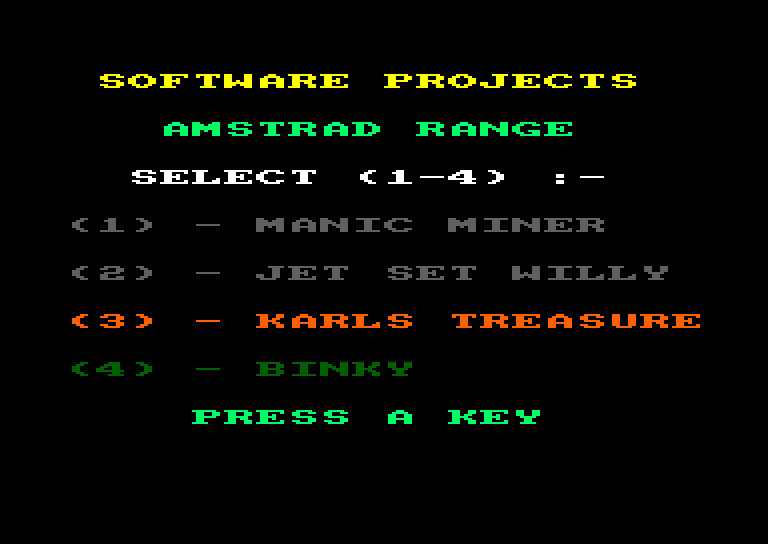 SOFTWARE PROJECTS
AMSTRAD RANGE
SELECT (1-4) :-
(1) - MANIC MINER
(2) - JET SET WILLY
(3) - KARLS TREASURE
(4) - BINKY
PRESS A KEY